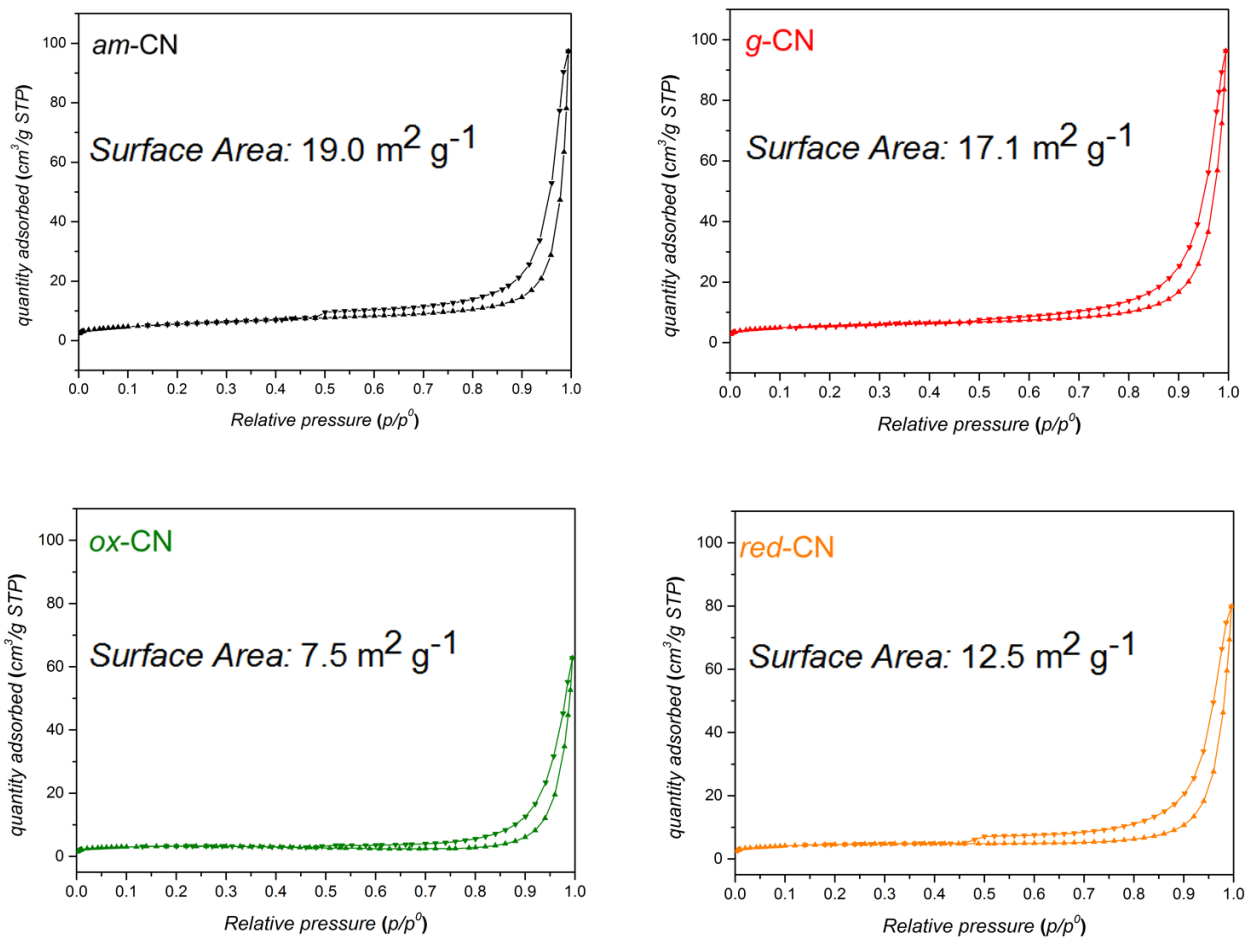 am-CN
Surface Area: 19.0 m² g⁻¹
quantity adsorbed (cm³/g STP)
100
80
60
40
20
0
0.0 0.1 0.2 0.3 0.4 0.5 0.6 0.7 0.8 0.9 1.0
Relative pressure (p/p⁰)
g-CN
Surface Area: 17.1 m² g⁻¹
quantity adsorbed (cm³/g STP)
100
80
60
40
20
0
0.0 0.1 0.2 0.3 0.4 0.5 0.6 0.7 0.8 0.9 1.0
Relative pressure (p/p⁰)
ox-CN
Surface Area: 7.5 m² g⁻¹
quantity adsorbed (cm³/g STP)
100
80
60
40
20
0
0.0 0.1 0.2 0.3 0.4 0.5 0.6 0.7 0.8 0.9 1.0
Relative pressure (p/p⁰)
red-CN
Surface Area: 12.5 m² g⁻¹
quantity adsorbed (cm³/g STP)
100
80
60
40
20
0
0.0 0.1 0.2 0.3 0.4 0.5 0.6 0.7 0.8 0.9 1.0
Relative pressure (p/p⁰)